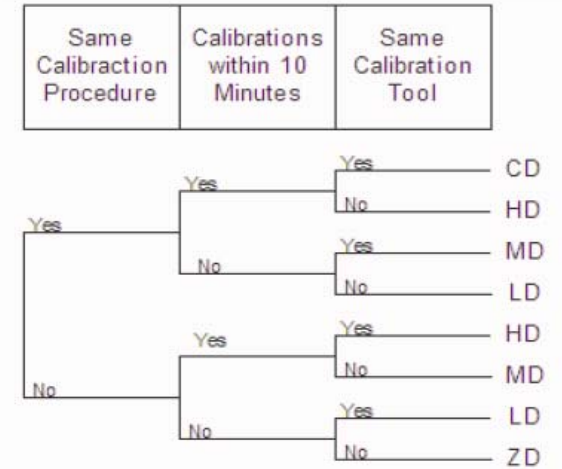 Same Calibraction Procedure
Calibrations within 10 Minutes
Same Calibration Tool
Yes
CD
Yes
No
HD
Yes
Yes
MD
No
No
LD
Yes
HD
Yes
No
MD
No
Yes
LD
No
No
ZD